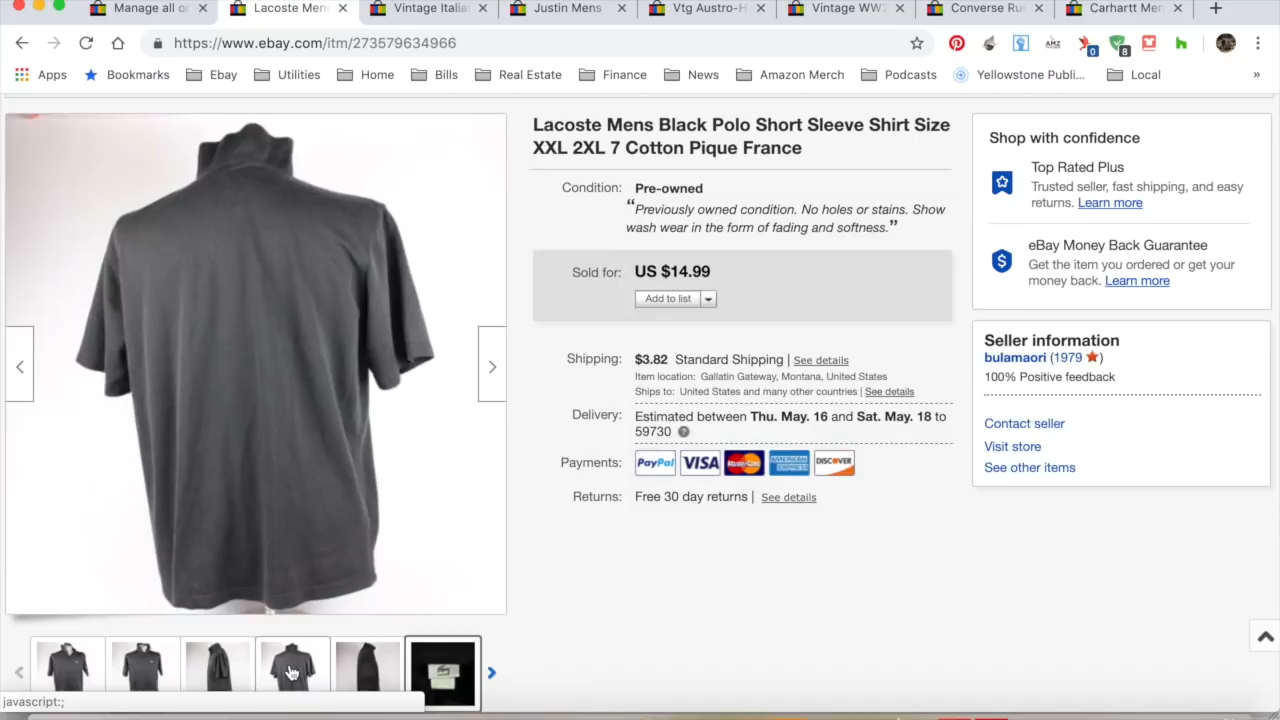 Manage all or
Lacoste Mens
Vintage Italia
Justin Mens
Vtg Austro-H
Vintage WW2
Converse Ru
Carhartt Men
https://www.ebay.com/itm/273579634966
AMZ
0
8
h
Apps
Bookmarks
Ebay
Utilities
Home
Bills
Real Estate
Finance
News
Amazon Merch
Podcasts
Yellowstone Publi...
Local
»
Lacoste Mens Black Polo Short Sleeve Shirt Size
XXL 2XL 7 Cotton Pique France
Condition: Pre-owned
“Previously owned condition. No holes or stains. Show
wash wear in the form of fading and softness.”
Sold for: US $14.99
Add to list
Shipping: $3.82 Standard Shipping | See details
Item location: Gallatin Gateway, Montana, United States
Ships to: United States and many other countries | See details
Delivery: Estimated between Thu. May. 16 and Sat. May. 18 to
59730 ?
Payments: PayPal VISA MasterCard AMERICAN EXPRESS DISCOVER
Returns: Free 30 day returns | See details
Shop with confidence
Top Rated Plus
Trusted seller, fast shipping, and easy
returns. Learn more
eBay Money Back Guarantee
Get the item you ordered or get your
money back. Learn more
Seller information
bulamaori (1979 ★)
100% Positive feedback
Contact seller
Visit store
See other items
javascript:;